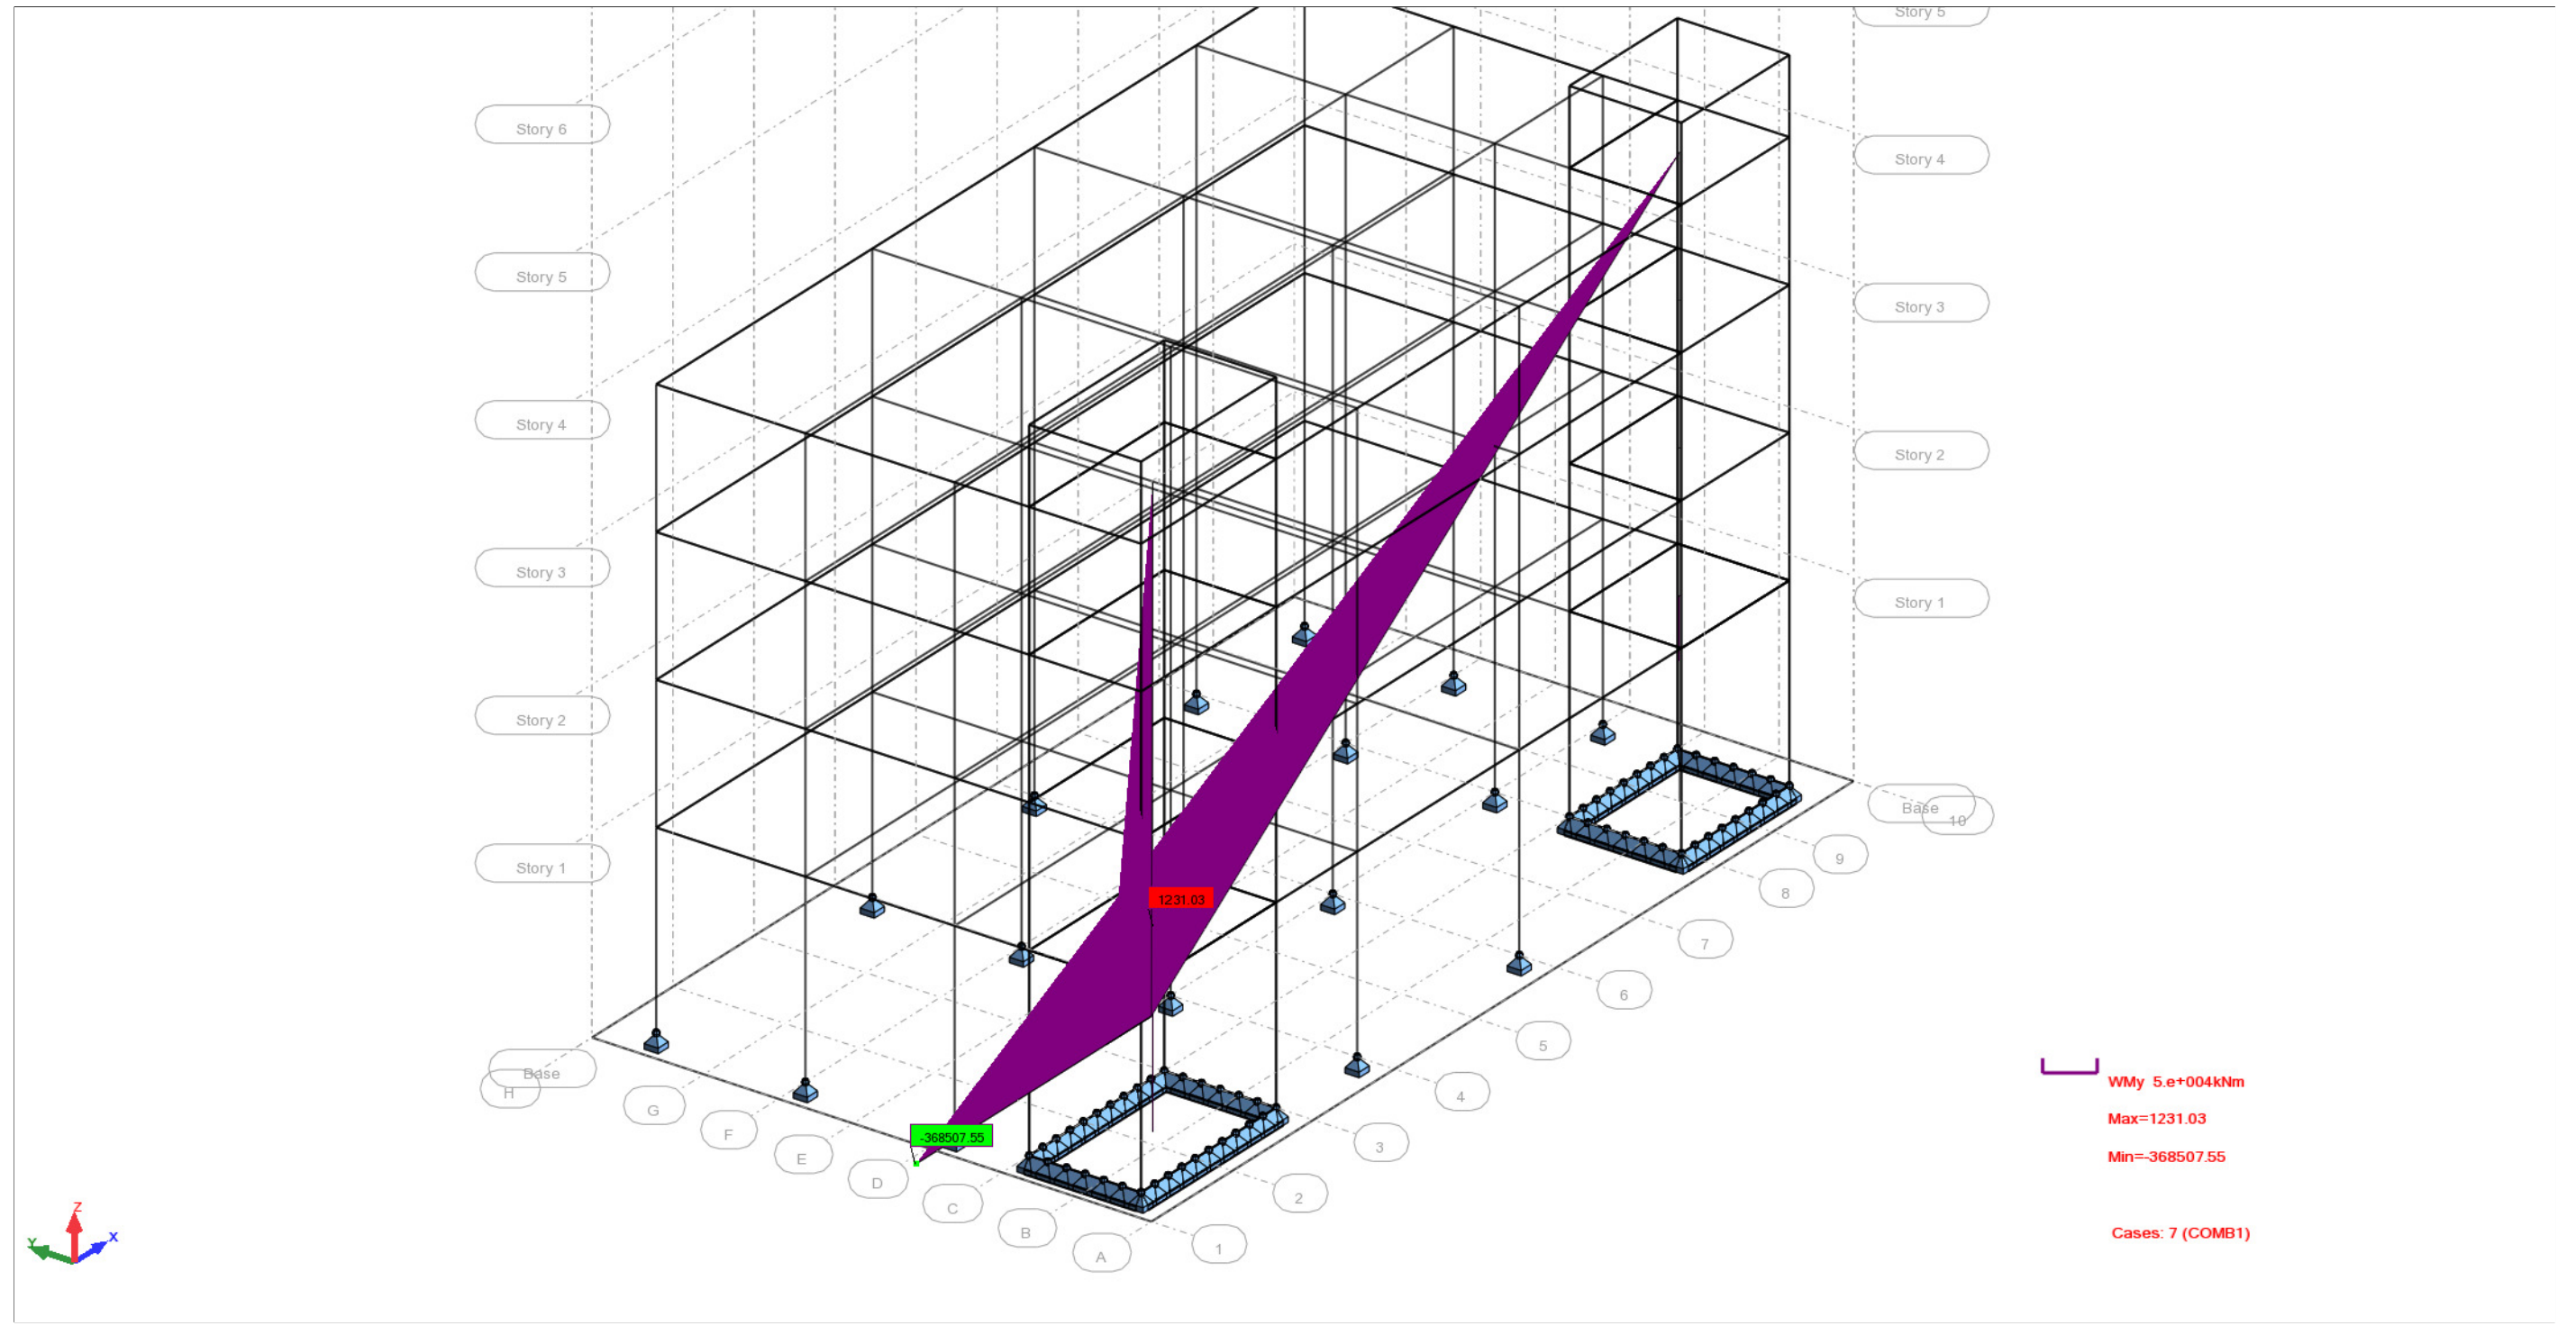 Story 5
Story 6
Story 4
Story 5
Story 3
Story 4
Story 2
Story 3
Story 1
Story 2
Base
10
Story 1
9
8
1231.03
7
6
5
Base
H
G
F
E
D
C
B
A
4
3
2
1
-368507.55
WMy 5.e+004kNm
Max=1231.03
Min=-368507.55
Cases: 7 (COMB1)
Z
Y
X